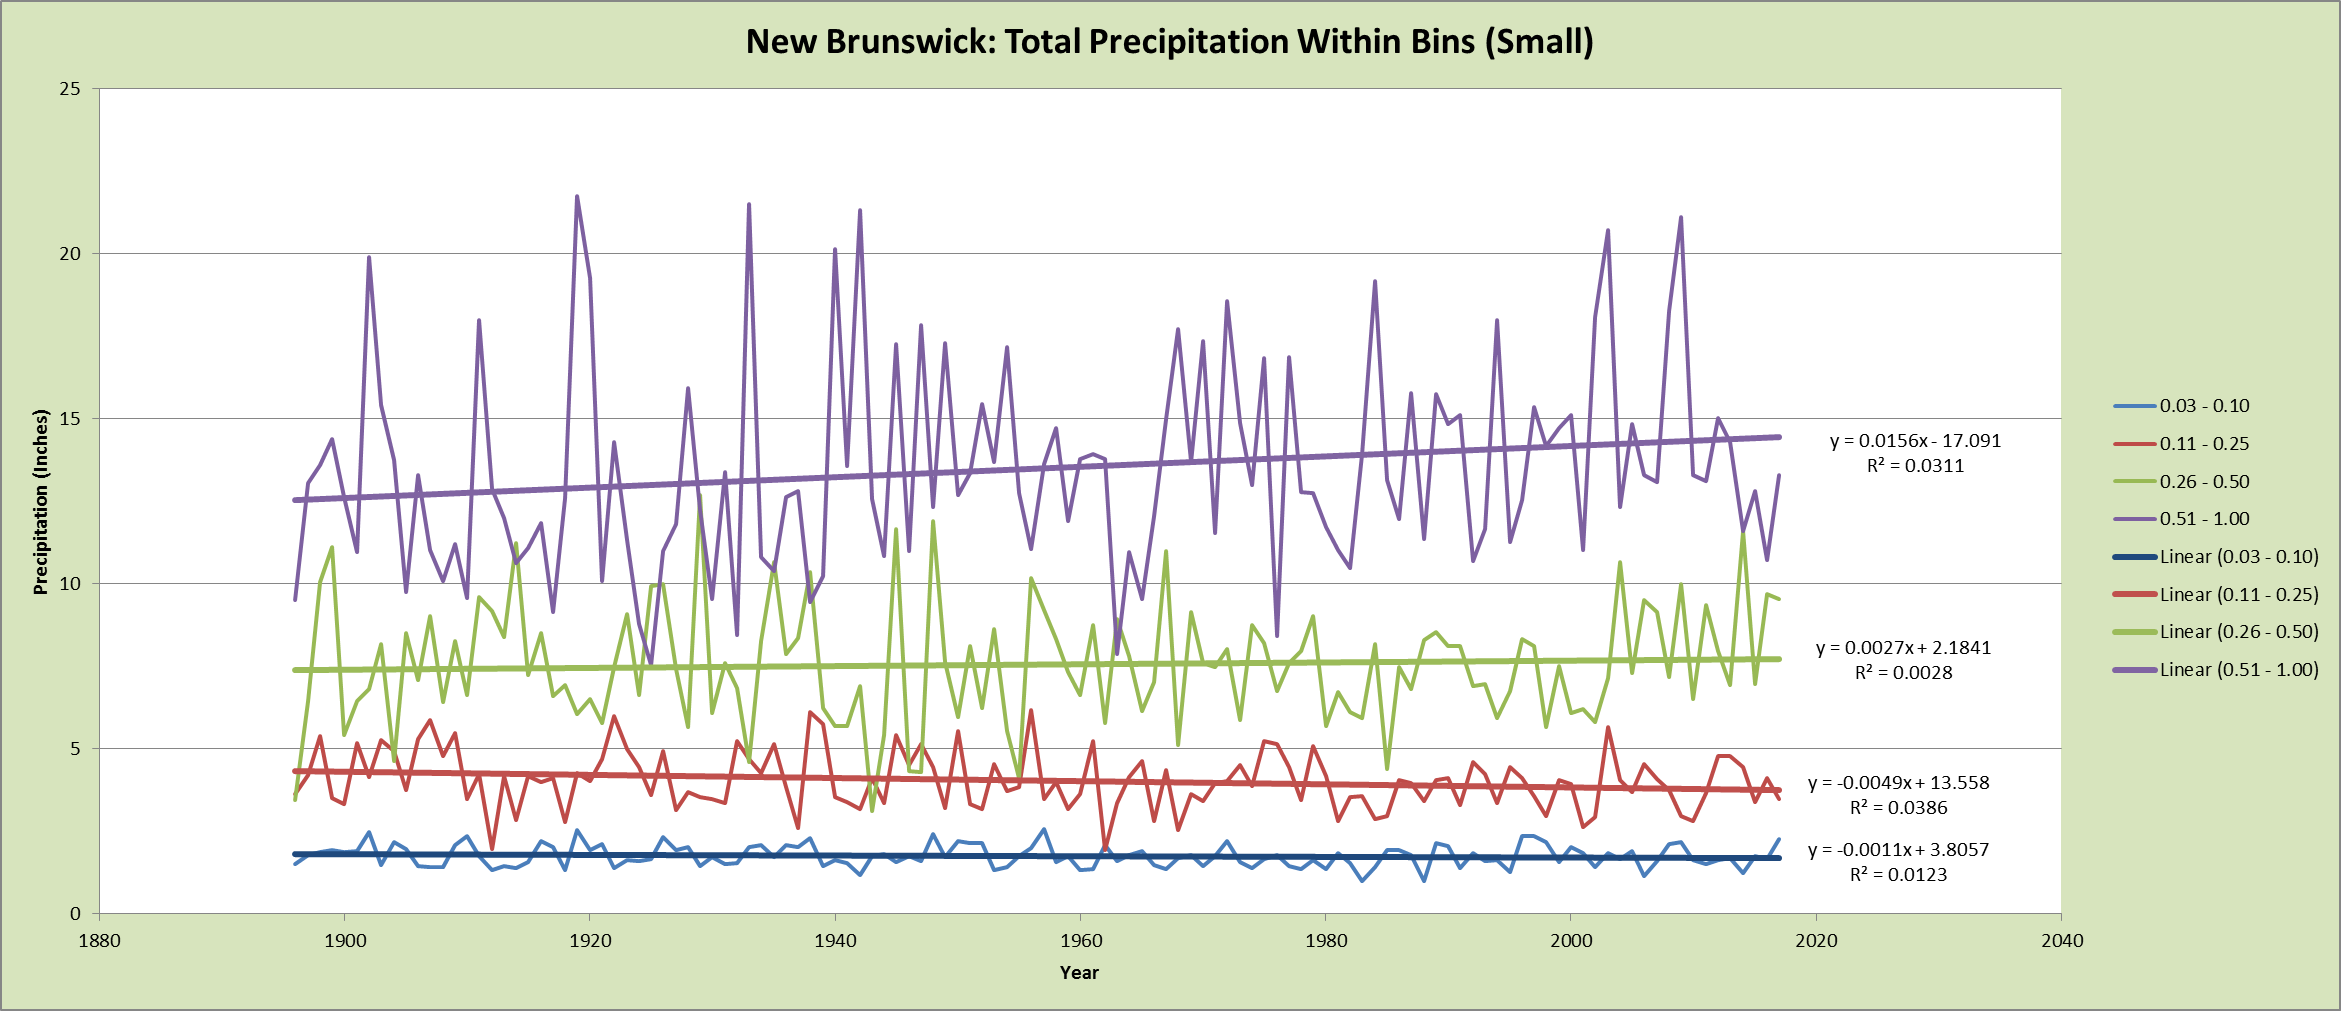 New Brunswick: Total Precipitation Within Bins (Small)
25
20
15
10
5
0
Precipitation (Inches)
1880
1900
1920
1940
1960
1980
2000
2020
2040
Year
y = 0.0156x - 17.091
R² = 0.0311
y = 0.0027x + 2.1841
R² = 0.0028
y = -0.0049x + 13.558
R² = 0.0386
y = -0.0011x + 3.8057
R² = 0.0123
0.03 - 0.10
0.11 - 0.25
0.26 - 0.50
0.51 - 1.00
Linear (0.03 - 0.10)
Linear (0.11 - 0.25)
Linear (0.26 - 0.50)
Linear (0.51 - 1.00)